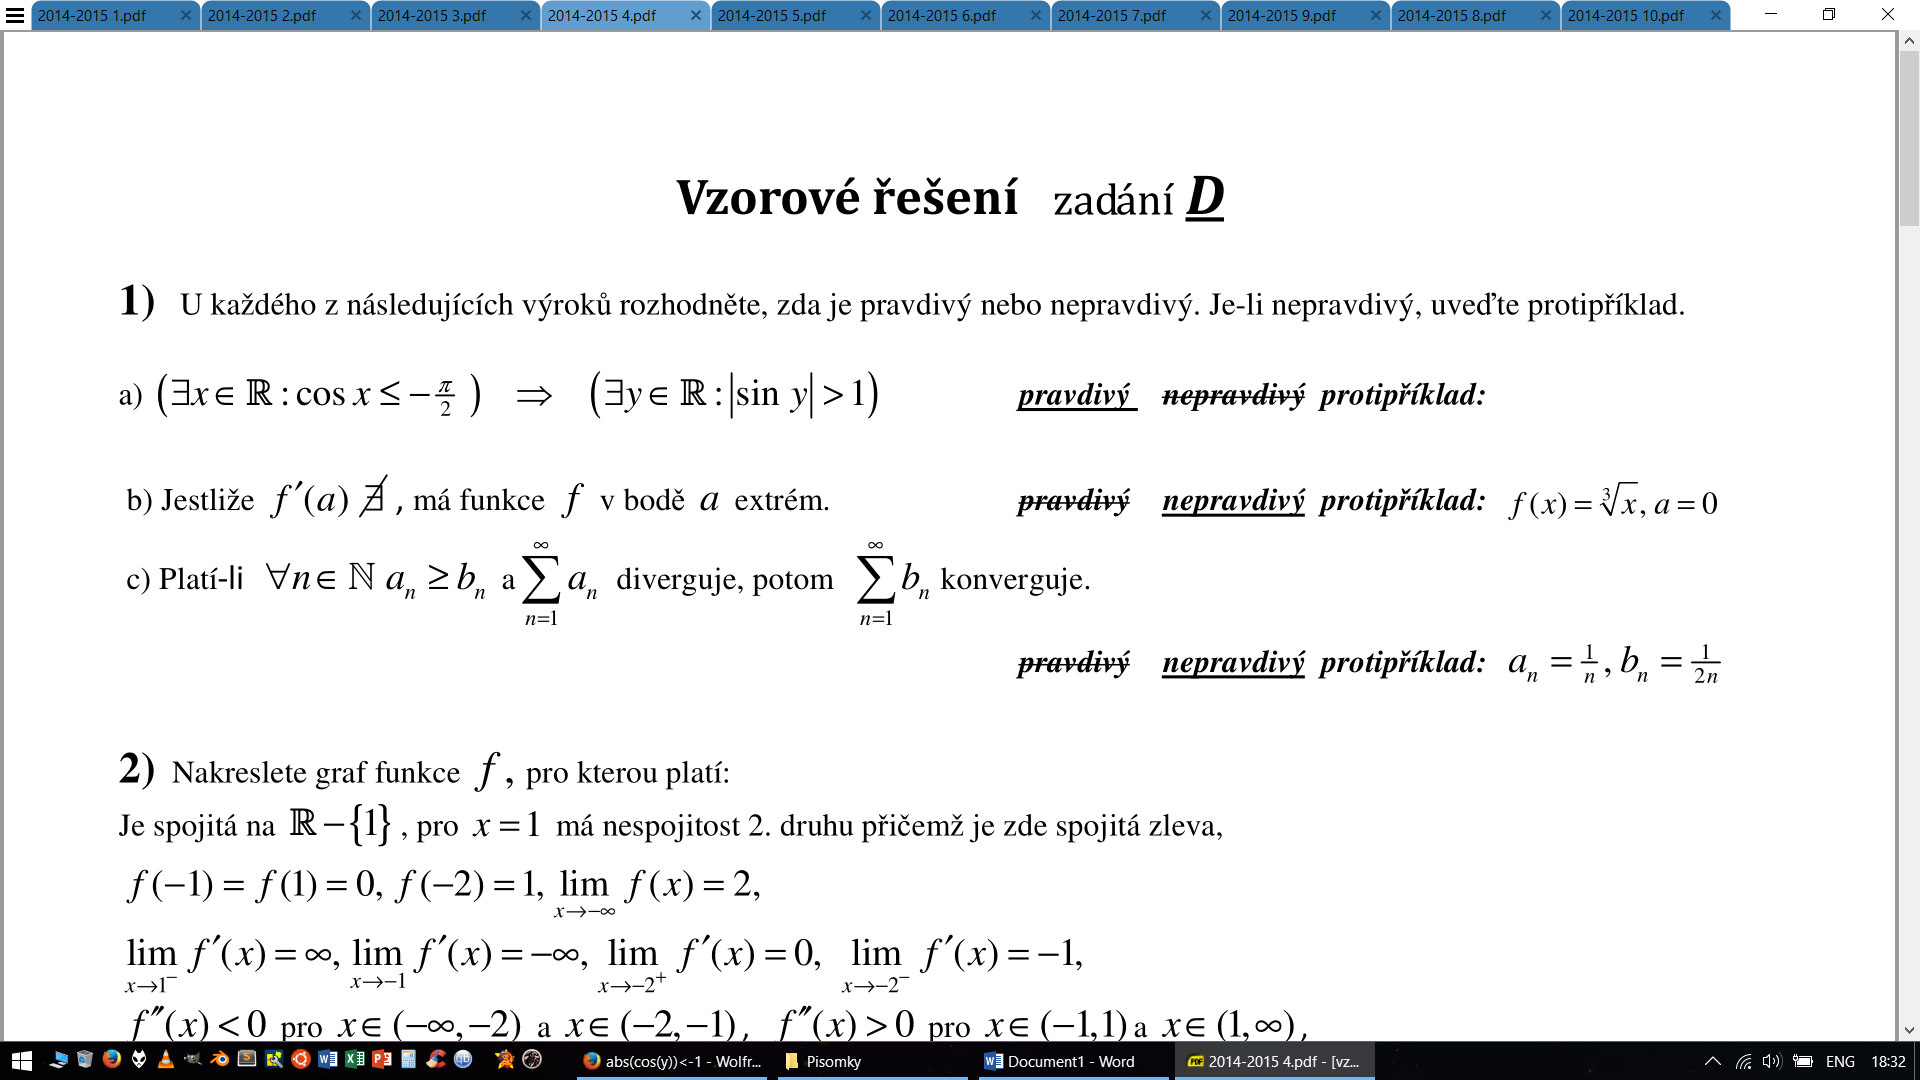 2014-2015 1.pdf 2014-2015 2.pdf 2014-2015 3.pdf 2014-2015 4.pdf 2014-2015 5.pdf 2014-2015 6.pdf 2014-2015 7.pdf 2014-2015 9.pdf 2014-2015 8.pdf 2014-2015 10.pdf
Vzorové řešení zadání D
1) U každého z následujících výroků rozhodněte, zda je pravdivý nebo nepravdivý. Je-li nepravdivý, uveďte protipříklad.
a) (∃x∈ℝ : cos x ≤ −π/2) ⇒ (∃y∈ℝ : |sin y| > 1) pravdivý nepravdivý protipříklad:
b) Jestliže f′(a) ∄, má funkce f v bodě a extrém. pravdivý nepravdivý protipříklad: f(x) = ∛x, a = 0
c) Platí-li ∀n∈ℕ aₙ ≥ bₙ a ∑_{n=1}^{∞} aₙ diverguje, potom ∑_{n=1}^{∞} bₙ konverguje.
pravdivý nepravdivý protipříklad: aₙ = 1/n, bₙ = 1/2n
2) Nakreslete graf funkce f, pro kterou platí:
Je spojitá na ℝ−{1}, pro x = 1 má nespojitost 2. druhu přičemž je zde spojitá zleva,
f(−1) = f(1) = 0, f(−2) = 1, lim_{x→−∞} f(x) = 2,
lim_{x→1⁻} f′(x) = ∞, lim_{x→−1} f′(x) = −∞, lim_{x→−2⁺} f′(x) = 0, lim_{x→−2⁻} f′(x) = −1,
f″(x) < 0 pro x∈(−∞,−2) a x∈(−2,−1), f″(x) > 0 pro x∈(−1,1) a x∈(1,∞),
abs(cos(y))<-1 - Wolfr... Pisomky Document1 - Word 2014-2015 4.pdf - [vz... ENG 18:32